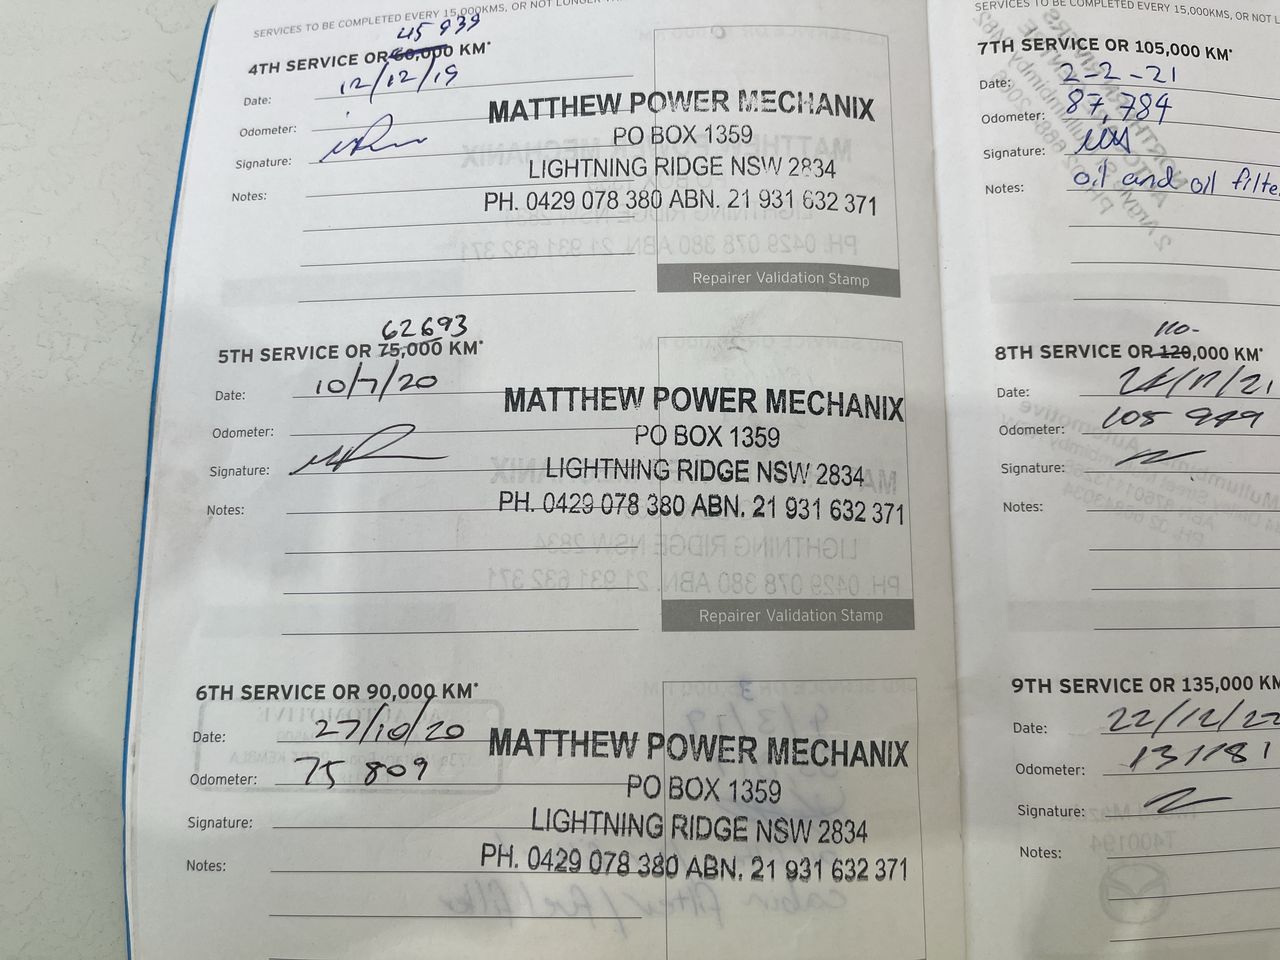 SERVICES TO BE COMPLETED EVERY 15,000KMS, OR NOT LONGER
45 939
4TH SERVICE OR 60,000 KM*
Date: 12/12/19
Odometer:
Signature:
Notes:
MATTHEW POWER MECHANIX
PO BOX 1359
LIGHTNING RIDGE NSW 2834
PH. 0429 078 380 ABN. 21 931 632 371
Repairer Validation Stamp
62693
5TH SERVICE OR 75,000 KM*
Date: 10/7/20
Odometer:
Signature:
Notes:
MATTHEW POWER MECHANIX
PO BOX 1359
LIGHTNING RIDGE NSW 2834
PH. 0429 078 380 ABN. 21 931 632 371
Repairer Validation Stamp
6TH SERVICE OR 90,000 KM*
Date: 27/10/20
Odometer: 75 809
Signature:
Notes:
MATTHEW POWER MECHANIX
PO BOX 1359
LIGHTNING RIDGE NSW 2834
PH. 0429 078 380 ABN. 21 931 632 371
SERVICES TO BE COMPLETED EVERY 15,000KMS, OR NOT L
7TH SERVICE OR 105,000 KM*
Date: 2-2-21
Odometer: 87,784
Signature:
Notes: oil and oil filte
110-
8TH SERVICE OR 120,000 KM*
Date:
Odometer: 105 949
Signature:
Notes:
9TH SERVICE OR 135,000 KM
Date: 22/12/22
Odometer: 131181
Signature:
Notes: